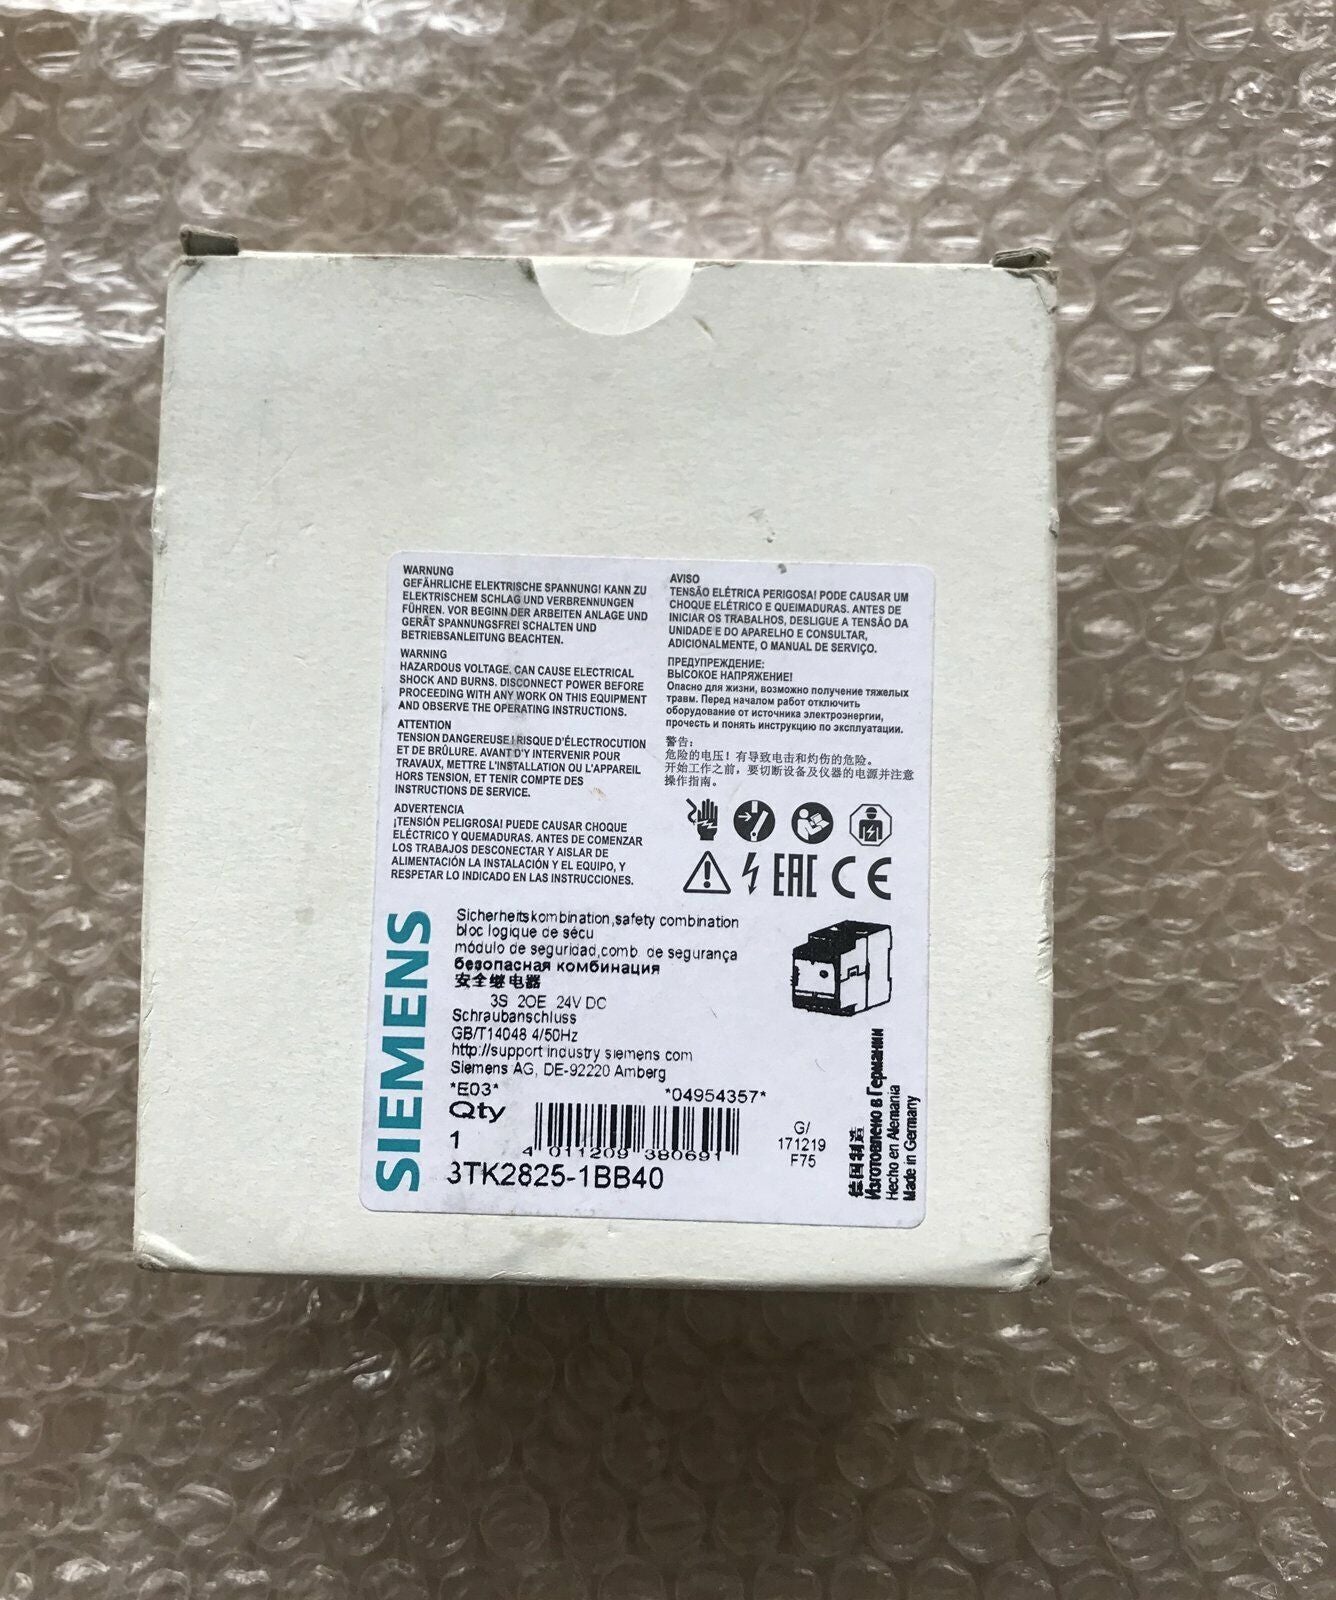 WARNUNG
GEFÄHRLICHE ELEKTRISCHE SPANNUNG! KANN ZU
ELEKTRISCHEM SCHLAG UND VERBRENNUNGEN
FÜHREN. VOR BEGINN DER ARBEITEN ANLAGE UND
GERÄT SPANNUNGSFREI SCHALTEN UND
BETRIEBSANLEITUNG BEACHTEN.
WARNING
HAZARDOUS VOLTAGE. CAN CAUSE ELECTRICAL
SHOCK AND BURNS. DISCONNECT POWER BEFORE
PROCEEDING WITH ANY WORK ON THIS EQUIPMENT
AND OBSERVE THE OPERATING INSTRUCTIONS.
ATTENTION
TENSION DANGEREUSE ! RISQUE D'ÉLECTROCUTION
ET DE BRÛLURE. AVANT D'Y INTERVENIR POUR
TRAVAUX, METTRE L'INSTALLATION OU L'APPAREIL
HORS TENSION, ET TENIR COMPTE DES
INSTRUCTIONS DE SERVICE.
ADVERTENCIA
¡TENSIÓN PELIGROSA! PUEDE CAUSAR CHOQUE
ELÉCTRICO Y QUEMADURAS. ANTES DE COMENZAR
LOS TRABAJOS DESCONECTAR Y AISLAR DE
ALIMENTACIÓN LA INSTALACIÓN Y EL EQUIPO, Y
RESPETAR LO INDICADO EN LAS INSTRUCCIONES.
AVISO
TENSÃO ELÉTRICA PERIGOSA! PODE CAUSAR UM
CHOQUE ELÉTRICO E QUEIMADURAS. ANTES DE
INICIAR OS TRABALHOS, DESLIGUE A TENSÃO DA
UNIDADE E DO APARELHO E CONSULTAR,
ADICIONALMENTE, O MANUAL DE SERVIÇO.
ПРЕДУПРЕЖДЕНИЕ:
ВЫСОКОЕ НАПРЯЖЕНИЕ!
Опасно для жизни, возможно получение тяжелых
травм. Перед началом работ отключить
оборудование от источника электроэнергии,
прочесть и понять инструкцию по эксплуатации.
警告：
危险的电压！有导致电击和灼伤的危险。
开始工作之前，要切断设备及仪器的电源并注意
操作指南。
EAC CE
SIEMENS
Sicherheitskombination,safety combination
bloc logique de sécu
módulo de seguridad,comb. de segurança
безопасная комбинация
安全继电器
3S 2OE 24V DC
Schraubanschluss
GB/T14048 4/50Hz
http://support industry siemens com
Siemens AG, DE-92220 Amberg
*E03* *04954357*
Qty
1
4 011209 380691
3TK2825-1BB40
G/
171219
F75
德国制造
Изготовлено в Германии
Hecho en Alemania
Made in Germany